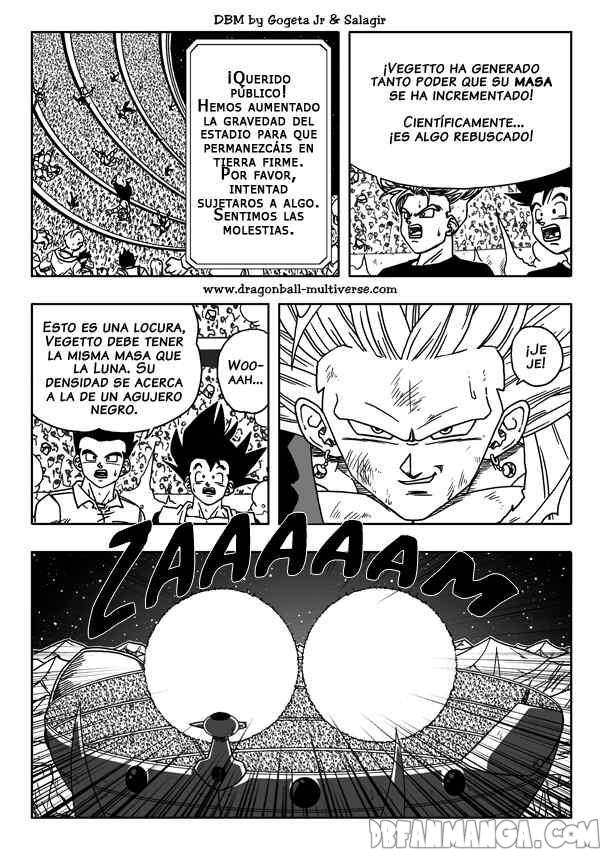 DBM by Gogeta Jr & Salagir
¡Querido
público!
Hemos aumentado
la gravedad del
estadio para que
permanezcáis en
tierra firme.
Por favor,
intentad
sujetaros a algo.
Sentimos las
molestias.
¡Vegetto ha generado
tanto poder que su masa
se ha incrementado!
Científicamente...
¡es algo rebuscado!
www.dragonball-multiverse.com
Esto es una locura,
Vegetto debe tener
la misma masa que
la Luna. Su
densidad se acerca
a la de un agujero
negro.
Woo-
aah...
¡Je
je!
ZAAAAAAM
DBFANMANGA.COM